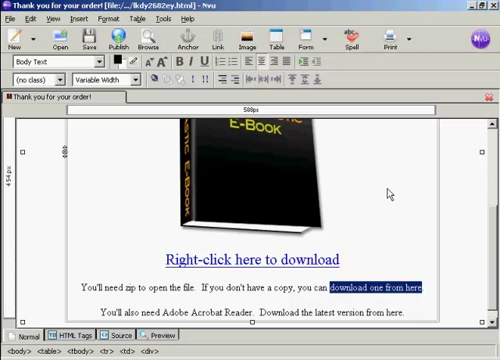 Thank you for your order! [file:/.../lkdy2682ey.html] - Nvu
File Edit View Insert Format Table Tools Help
New Open Save Publish Browse Anchor Link Image Table Form Spell Print
Body Text
B I U
(no class) Variable Width
Thank you for your order!
588px
454px
E-BOOK
E-Book
Right-click here to download
You'll need zip to open the file. If you don't have a copy, you can download one from here
You'll also need Adobe Acrobat Reader. Download the latest version from here.
Normal HTML Tags Source Preview
<body> <table> <tbody> <tr> <td> <div>